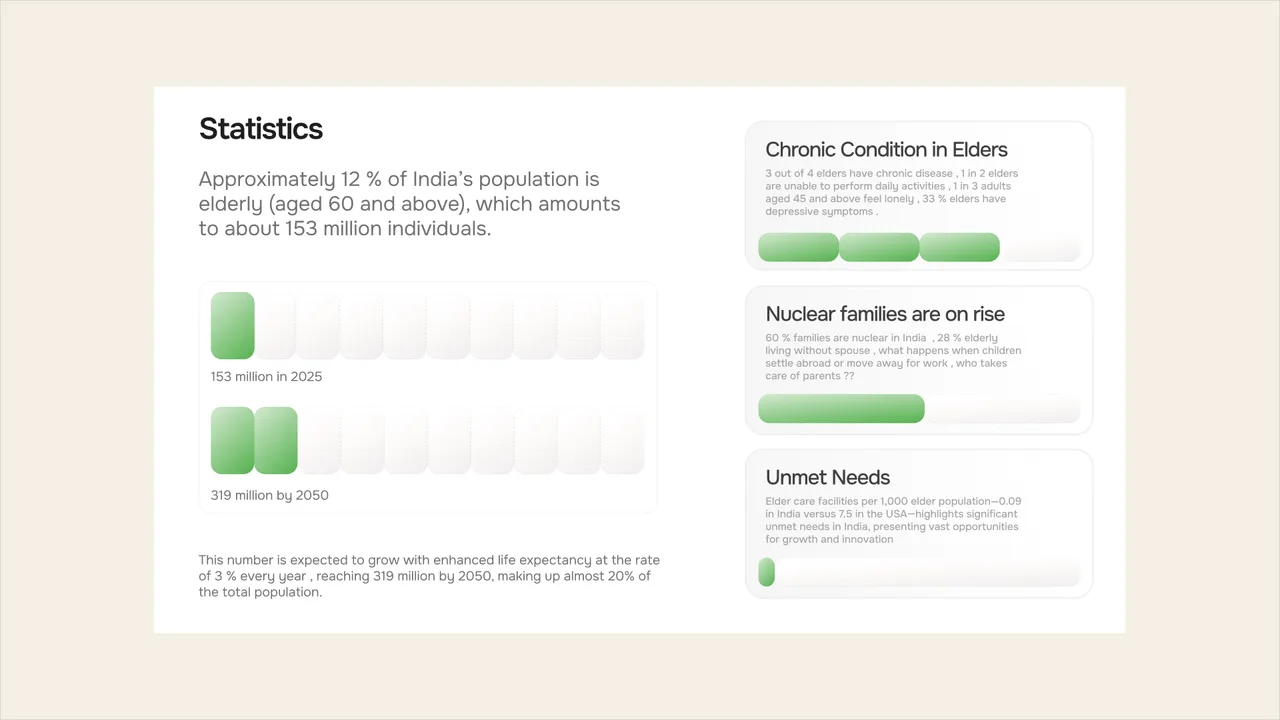 Statistics
Approximately 12 % of India's population is
elderly (aged 60 and above), which amounts
to about 153 million individuals.
153 million in 2025
319 million by 2050
This number is expected to grow with enhanced life expectancy at the rate
of 3 % every year , reaching 319 million by 2050, making up almost 20% of
the total population.
Chronic Condition in Elders
3 out of 4 elders have chronic disease , 1 in 2 elders
are unable to perform daily activities , 1 in 3 adults
aged 45 and above feel lonely , 33 % elders have
depressive symptoms .
Nuclear families are on rise
60 % families are nuclear in India  , 28 % elderly
living without spouse , what happens when children
settle abroad or move away for work , who takes
care of parents ??
Unmet Needs
Elder care facilities per 1,000 elder population—0.09
in India versus 7.5 in the USA—highlights significant
unmet needs in India, presenting vast opportunities
for growth and innovation